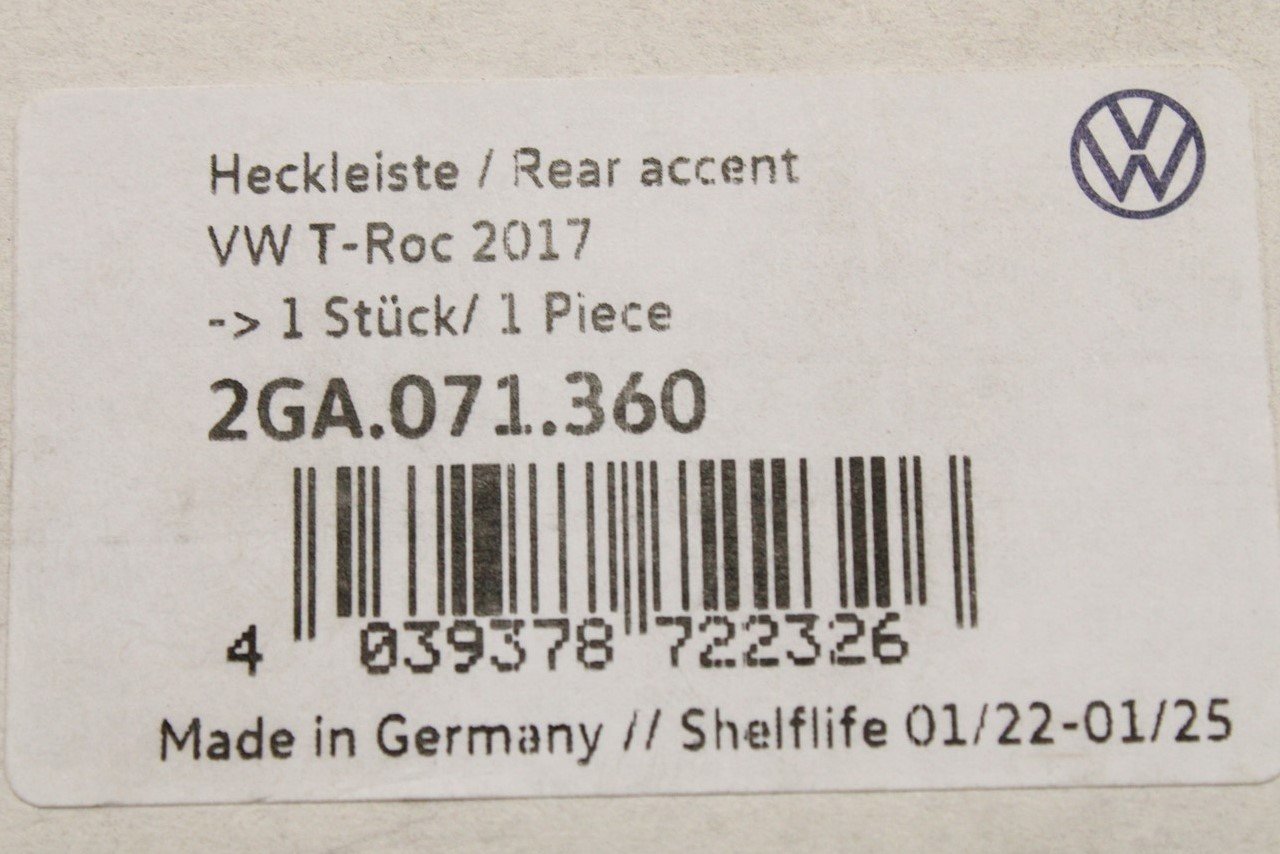 Heckleiste / Rear accent
VW T-Roc 2017
-> 1 Stück/ 1 Piece
2GA.071.360
4 039378 722326
Made in Germany // Shelflife 01/22-01/25